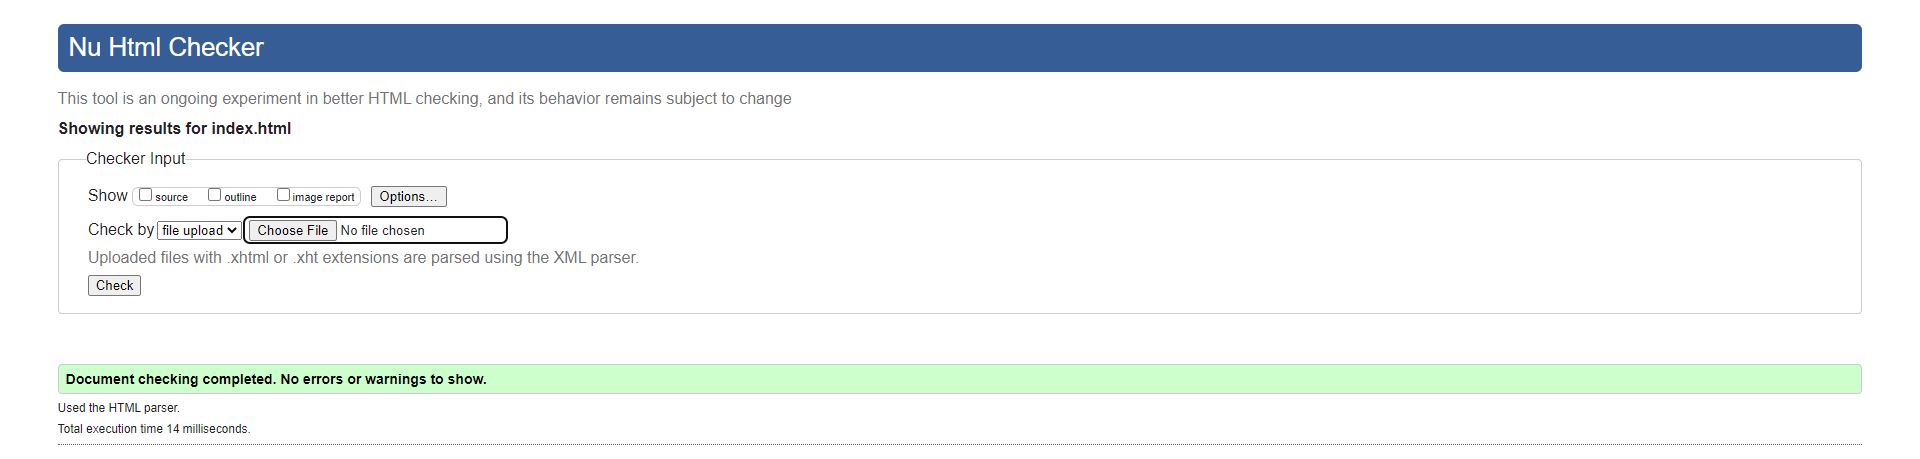 Nu Html Checker
This tool is an ongoing experiment in better HTML checking, and its behavior remains subject to change
Showing results for index.html
Checker Input
Show source outline image report Options...
Check by file upload Choose File No file chosen
Uploaded files with .xhtml or .xht extensions are parsed using the XML parser.
Check
Document checking completed. No errors or warnings to show.
Used the HTML parser.
Total execution time 14 milliseconds.